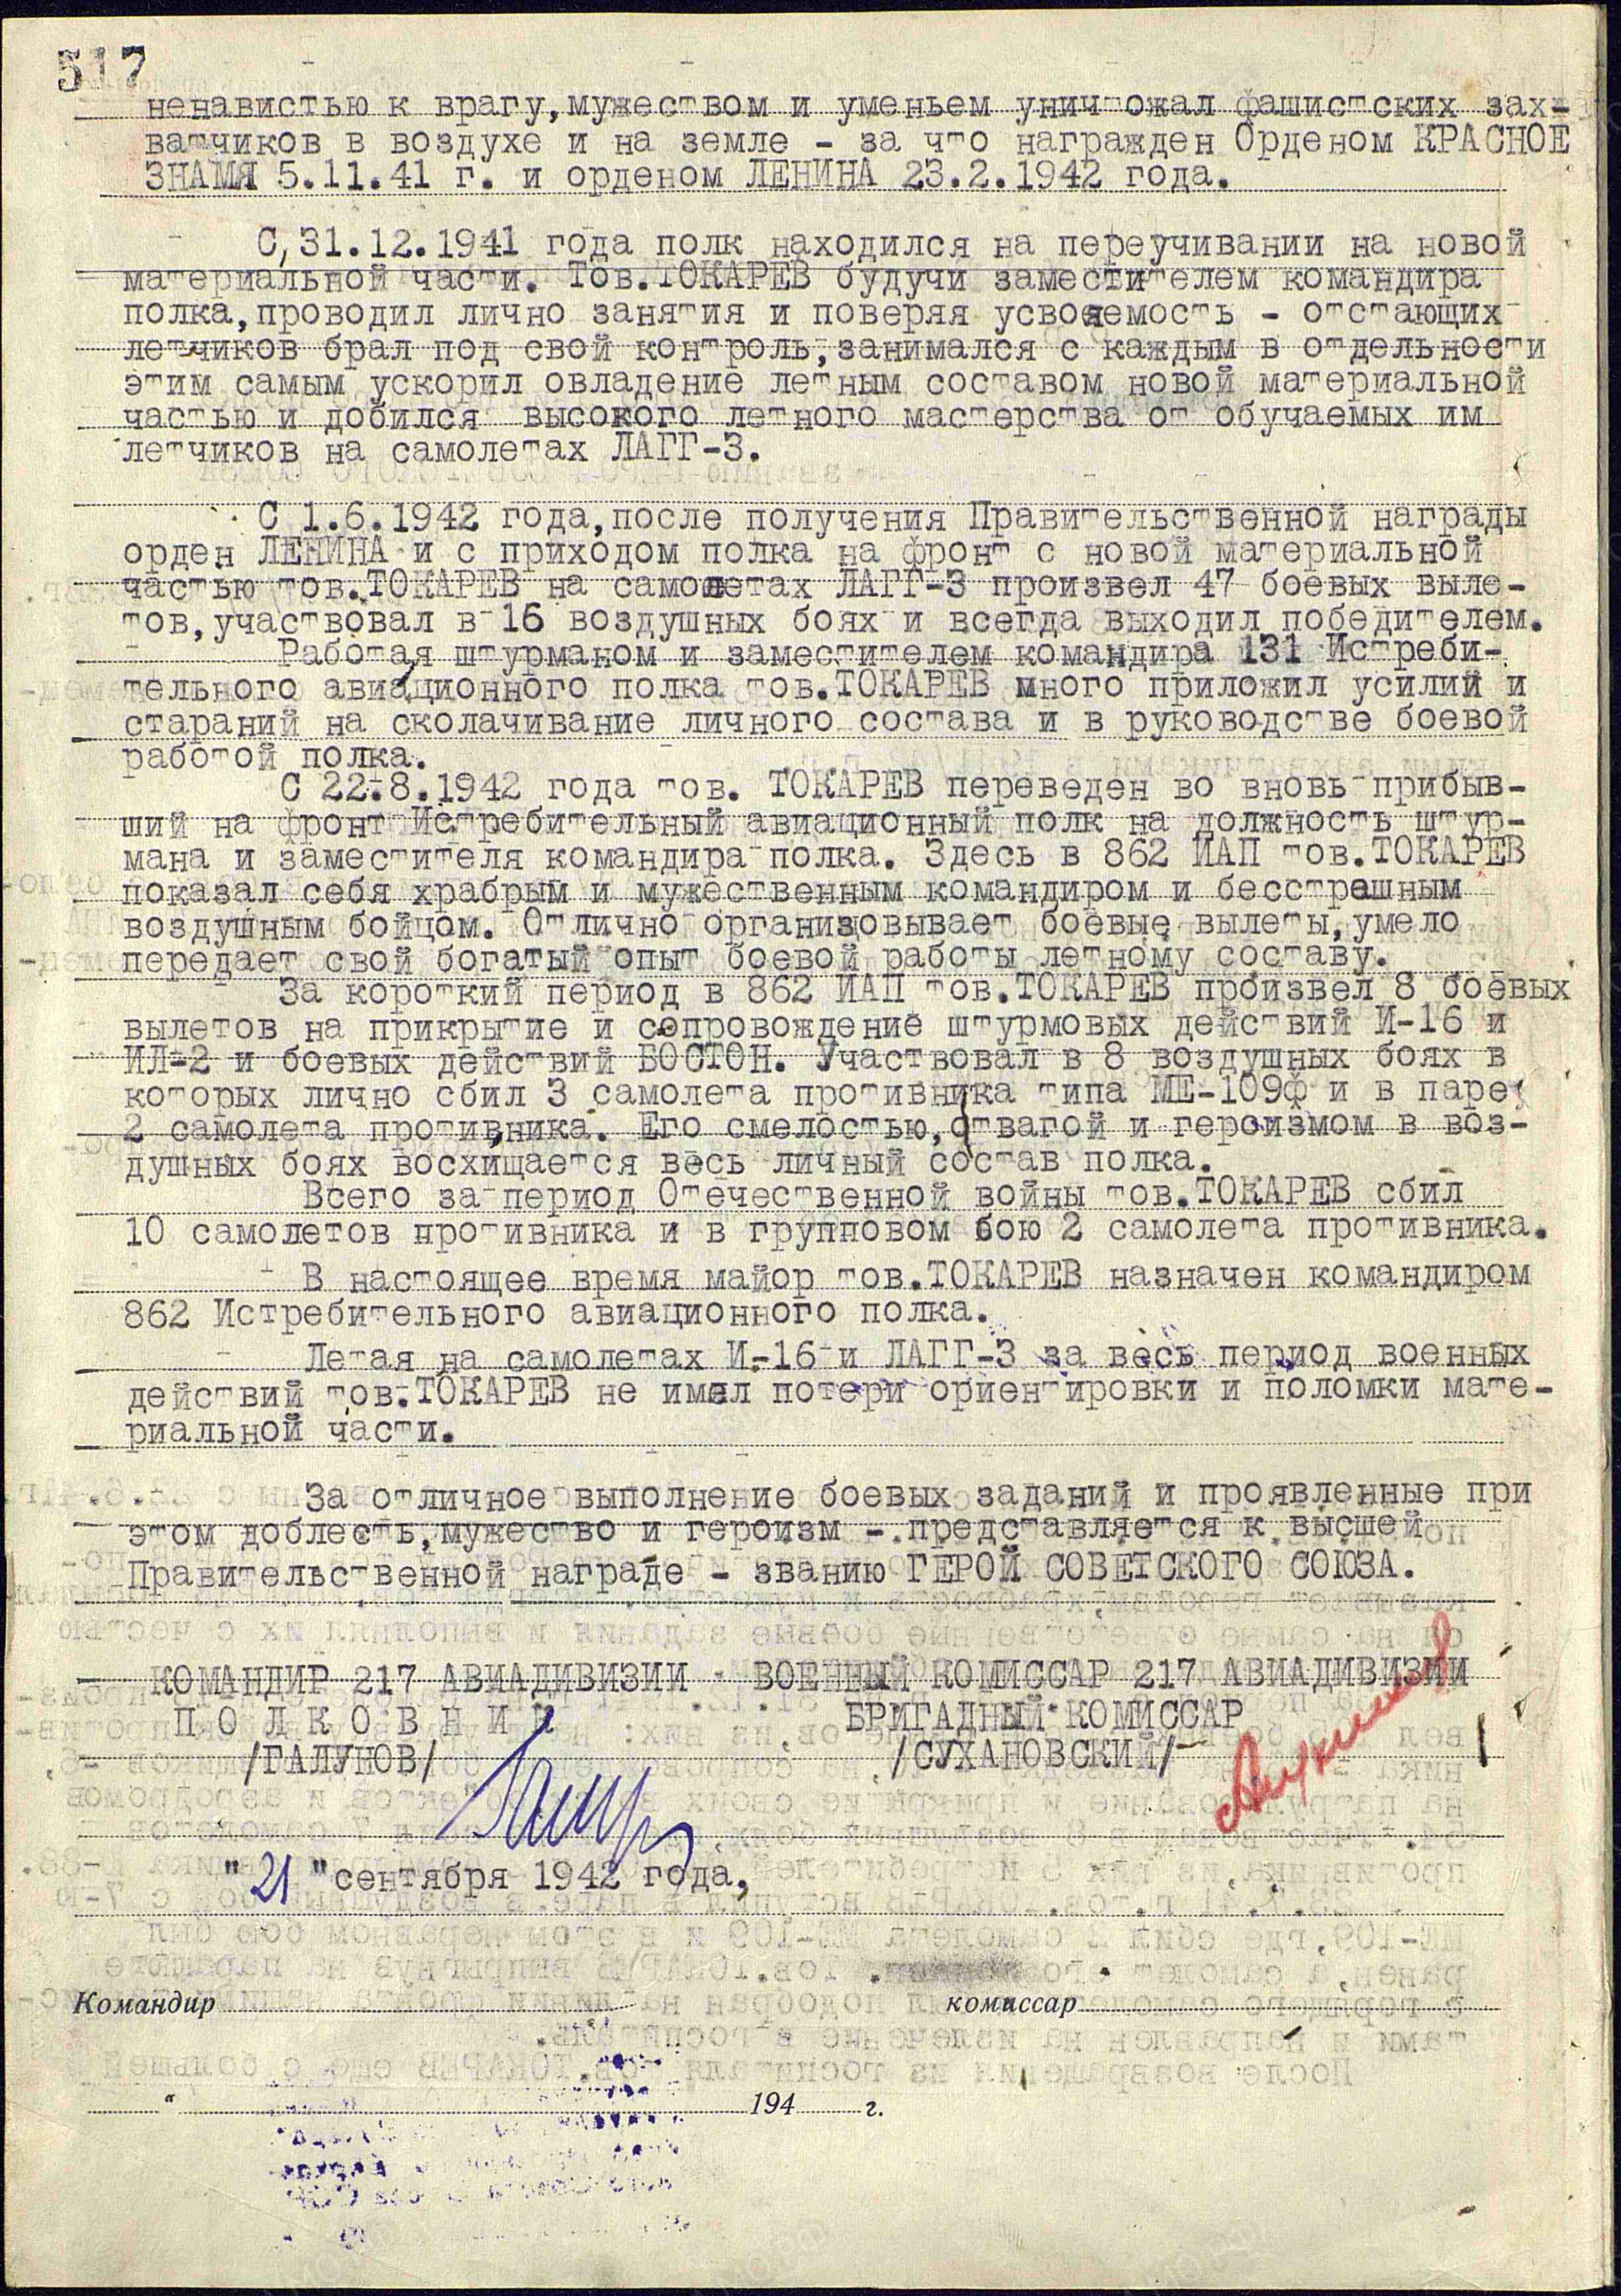 517
ненавистью к врагу,мужеством и уменьем уничтожал фашистских зах-
ватчиков в воздухе и на земле - за что награжден Орденом КРАСНОЕ
ЗНАМЯ 5.11.41 г. и орденом ЛЕНИНА 23.2.1942 года.
С,31.12.1941 года полк находился на переучивании на новой
материальной части. Тов.ТОКАРЕВ будучи заместителем командира
полка,проводил лично занятия и поверяя усвояемость - отстающих
летчиков брал под свой контроль,занимался с каждым в отдельности
этим самым ускорил овладение летным составом новой материальной
частью и добился высокого летного мастерства от обучаемых им
летчиков на самолетах ЛАГГ-3.
С 1.6.1942 года,после получения Правительственной награды
орден ЛЕНИНА и с приходом полка на фронт с новой материальной
частью тов.ТОКАРЕВ на самолетах ЛАГГ-3 произвел 47 боевых выле-
тов,участвовал в 16 воздушных боях и всегда выходил победителем.
Работая штурманом и заместителем командира 131 Истреби-
тельного авиационного полка тов.ТОКАРЕВ много приложил усилий и
стараний на сколачивание личного состава и в руководстве боевой
работой полка.
С 22.8.1942 года тов. ТОКАРЕВ переведен во вновь прибыв-
ший на фронт Истребительный авиационный полк на должность штур-
мана и заместителя командира полка. Здесь в 862 ИАП тов.ТОКАРЕВ
показал себя храбрым и мужественным командиром и бесстрашным
воздушным бойцом. Отлично организовывает боевые вылеты,умело
передает свой богатый опыт боевой работы летному составу.
За короткий период в 862 ИАП тов.ТОКАРЕВ произвел 8 боевых
вылетов на прикрытие и сопровождение штурмовых действий И-16 и
ИЛ-2 и боевых действий БОСТОН. Участвовал в 8 воздушных боях в
которых лично сбил 3 самолета противника типа МЕ-109ф и в паре
2 самолета противника. Его смелостью,отвагой и героизмом в воз-
душных боях восхищается весь личный состав полка.
Всего за период Отечественной войны тов.ТОКАРЕВ сбил
10 самолетов противника и в групповом бою 2 самолета противника.
В настоящее время майор тов.ТОКАРЕВ назначен командиром
862 Истребительного авиационного полка.
Летая на самолетах И-16 и ЛАГГ-3 за весь период военных
действий тов.ТОКАРЕВ не имел потери ориентировки и поломки мате-
риальной части.
За отличное выполнение боевых заданий и проявленные при
этом доблесть,мужество и героизм - представляется к высшей
Правительственной награде - званию ГЕРОЙ СОВЕТСКОГО СОЮЗА.
КОМАНДИР 217 АВИАДИВИЗИИ ВОЕННЫЙ КОМИССАР 217 АВИАДИВИЗИИ
ПОЛКОВНИК БРИГАДНЫЙ КОМИССАР
/ГАЛУНОВ/ /СУХАНОВСКИЙ/
"21" сентября 1942 года,
Командир комиссар
" 194 г.